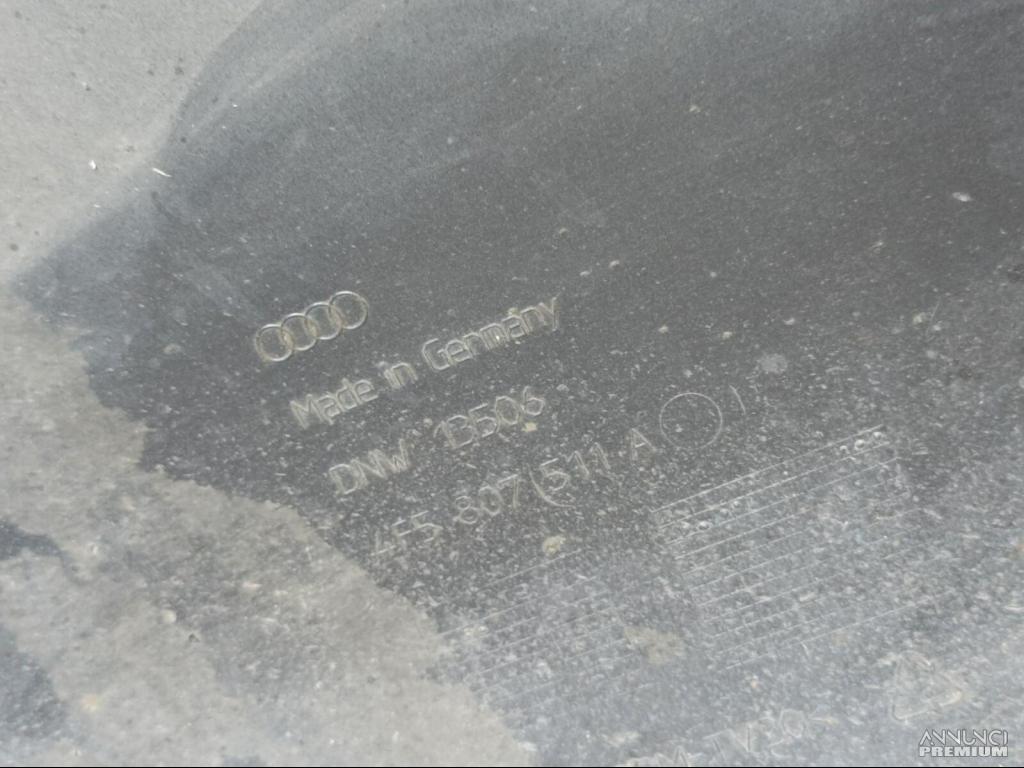 Made in Germany
DNW 13506
4F5 807 511 A
ANNUNCI
PREMIUM